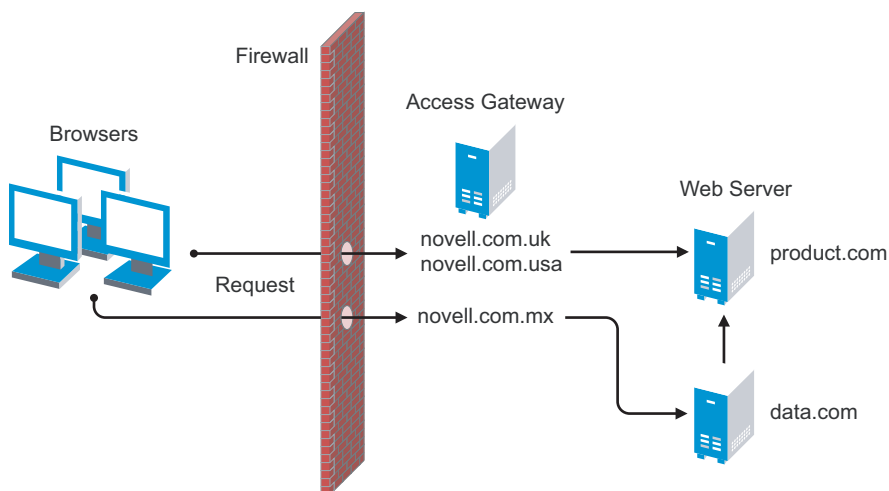 Firewall
Access Gateway
Browsers
Web Server
novell.com.uk
novell.com.usa
product.com
Request
novell.com.mx
data.com